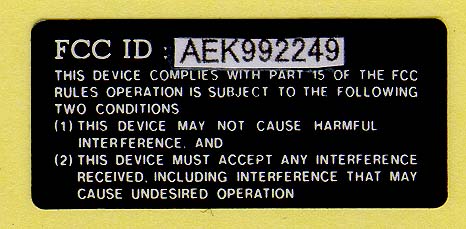 FCC ID : AEK992249
THIS DEVICE COMPLIES WITH PART 15 OF THE FCC
RULES OPERATION IS SUBJECT TO THE FOLLOWING
TWO CONDITIONS
(1) THIS DEVICE MAY NOT CAUSE HARMFUL
INTERFERENCE, AND
(2) THIS DEVICE MUST ACCEPT ANY INTERFERENCE
RECEIVED, INCLUDING INTERFERENCE THAT MAY
CAUSE UNDESIRED OPERATION